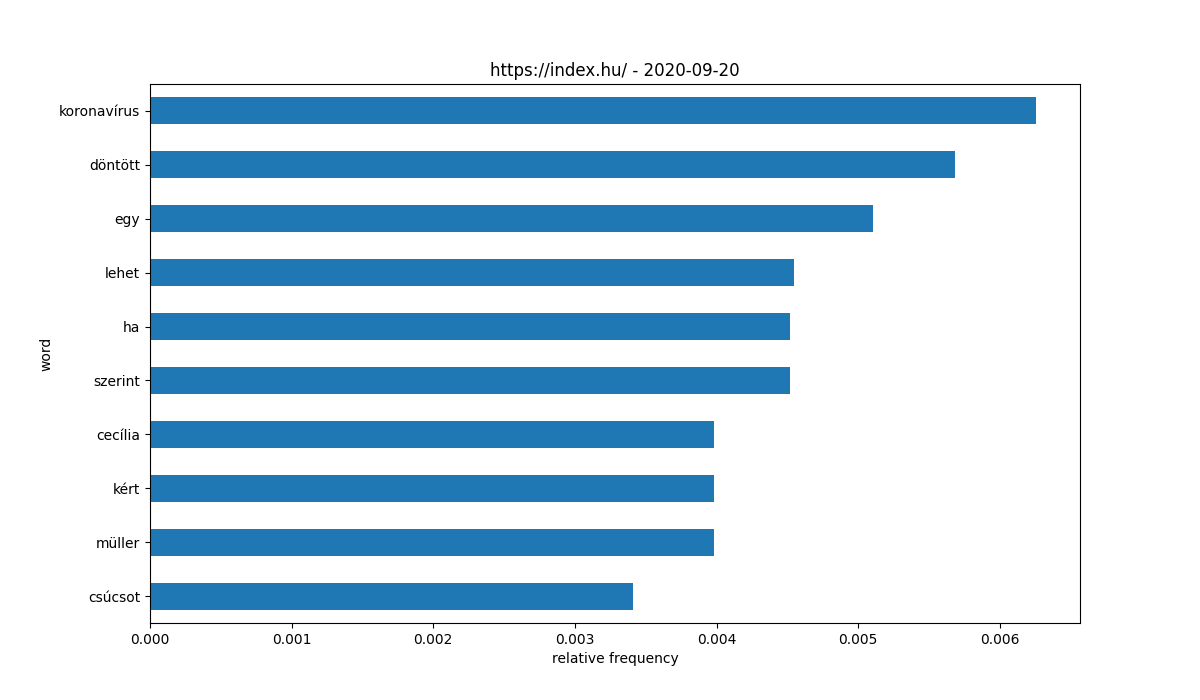 https://index.hu/ - 2020-09-20
koronavírus
döntött
egy
lehet
ha
szerint
cecília
kért
müller
csúcsot
word
0.000 0.001 0.002 0.003 0.004 0.005 0.006
relative frequency